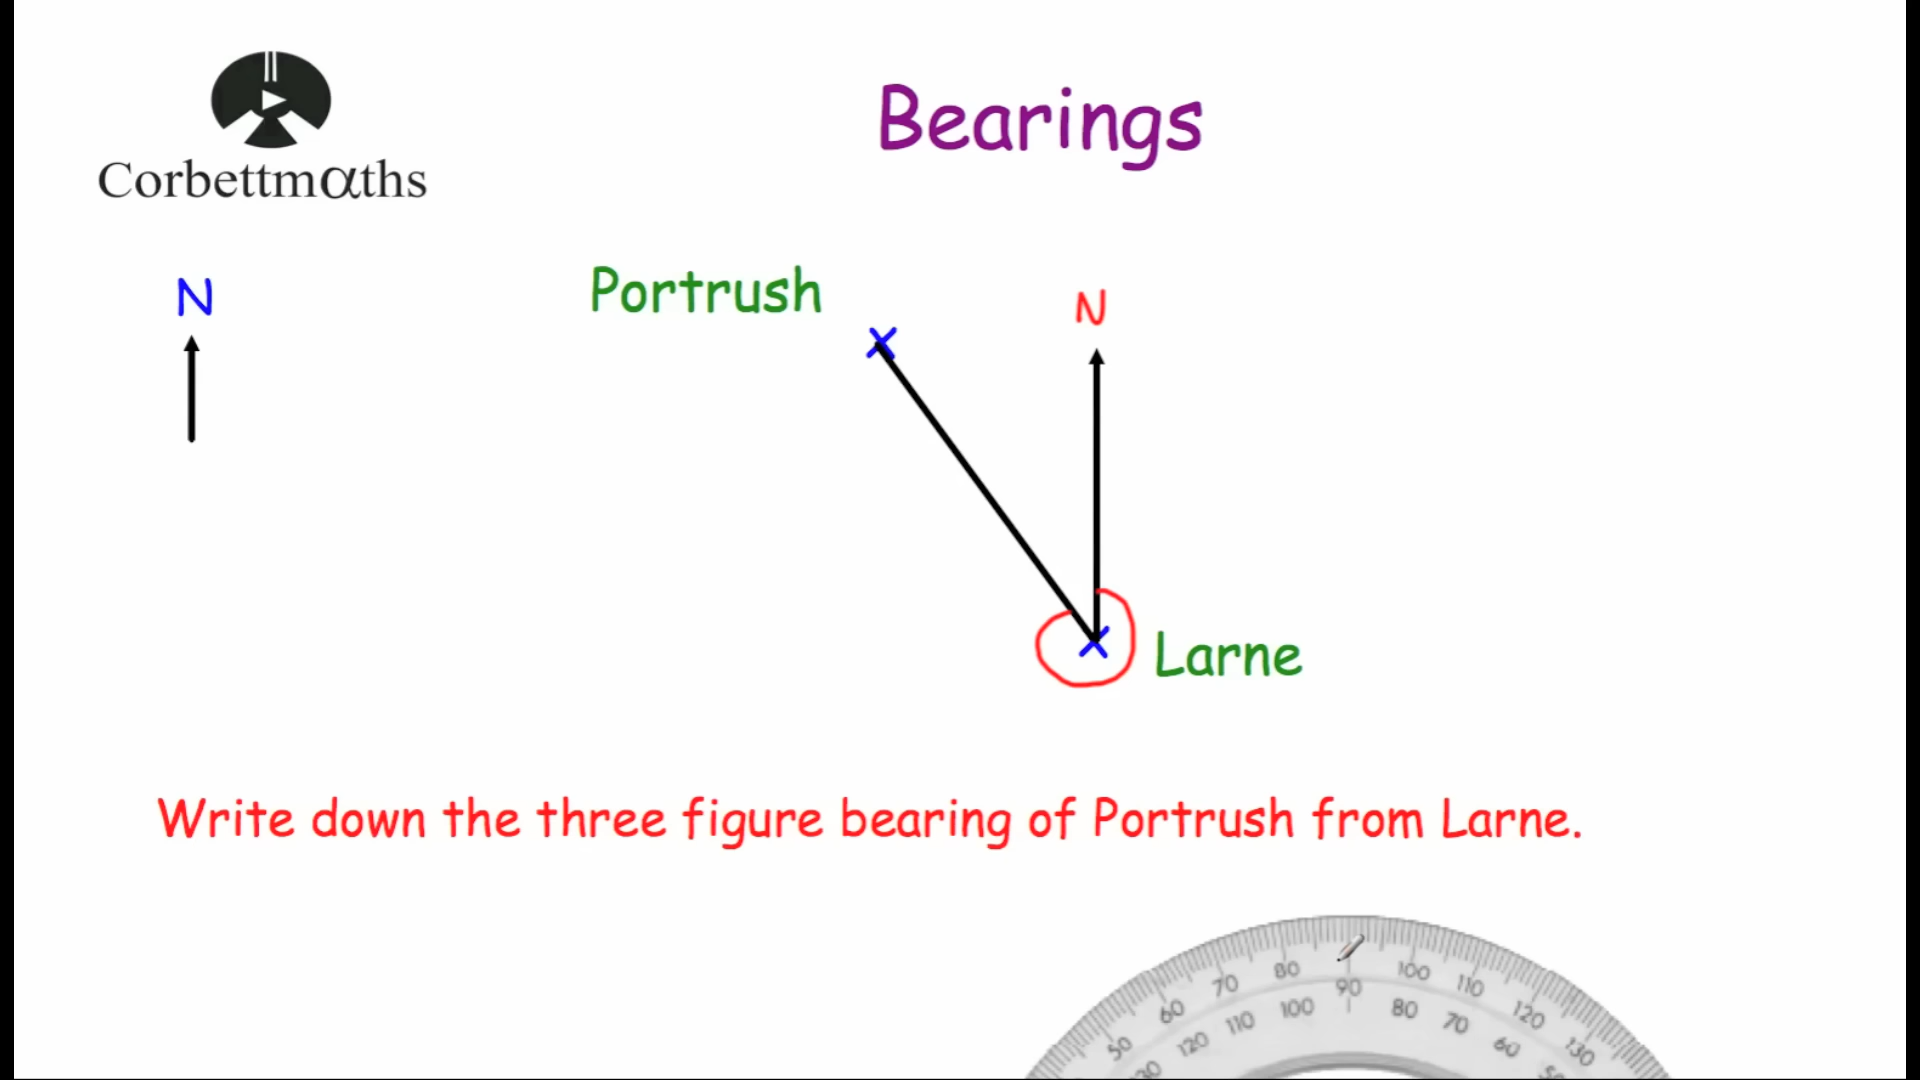 Corbettmαths
Bearings
N
Portrush
N
Larne
Write down the three figure bearing of Portrush from Larne.
50 60 70 80 90 100 110 120 130
120 110 100 80 70 60